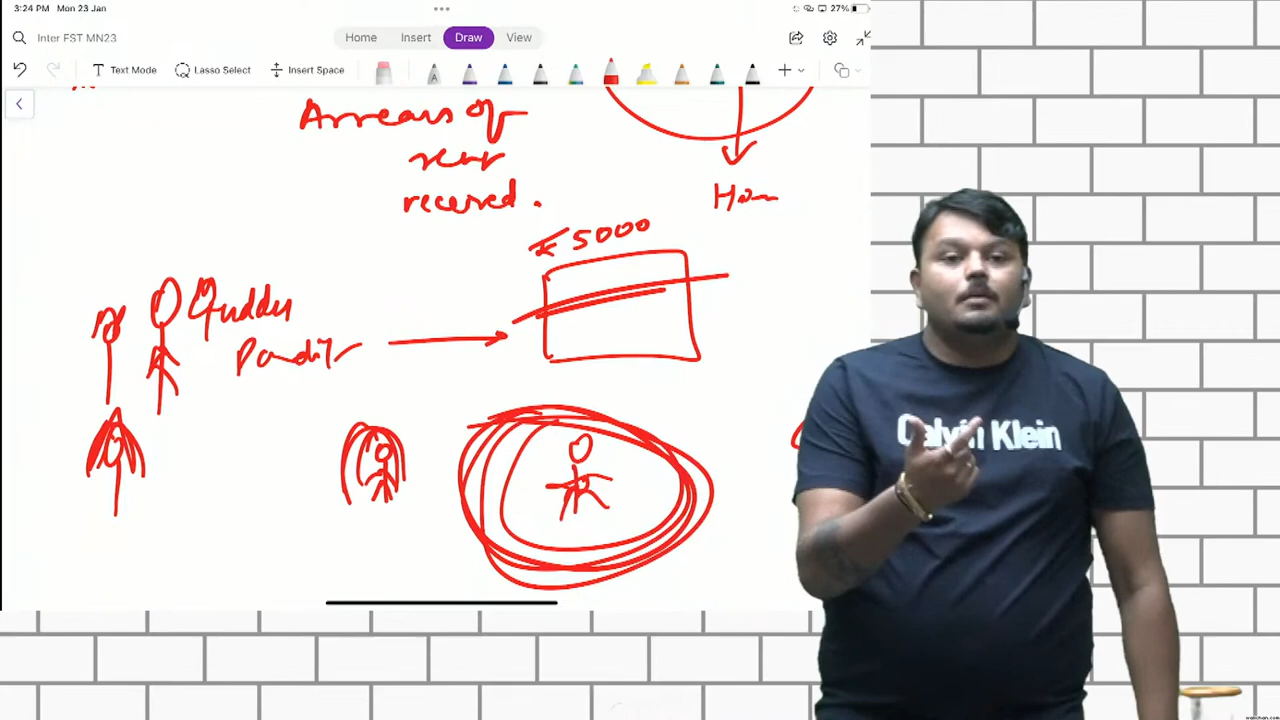 3:24 PM Mon 23 Jan
27%
Inter FST MN23
Home Insert Draw View
Text Mode Lasso Select Insert Space
Arrears of
rent
received.
₹5000
Guddu
Pandit
Calvin Klein